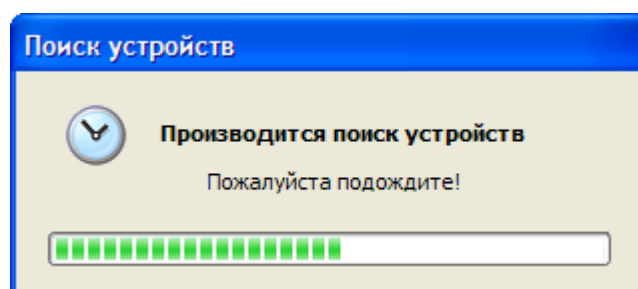 Поиск устройств
Производится поиск устройств
Пожалуйста подождите!